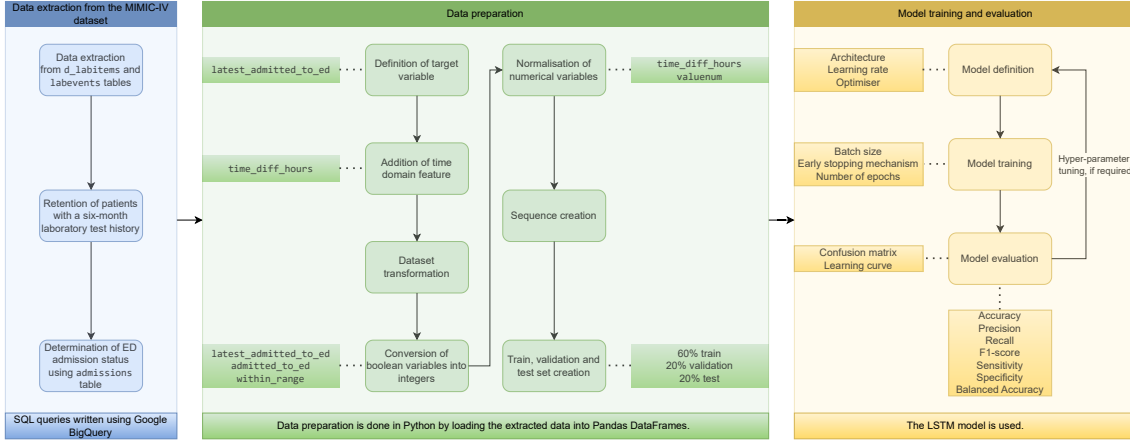 Data extraction from the MIMIC-IV
dataset
Data extraction
from d_labitems and
labevents tables
Retention of patients
with a six-month
laboratory test history
Determination of ED
admission status
using admissions
table
SQL queries written using Google
BigQuery
Data preparation
latest_admitted_to_ed
Definition of target
variable
time_diff_hours
Addition of time
domain feature
Dataset
transformation
latest_admitted_to_ed
admitted_to_ed
within_range
Conversion of
boolean variables into
integers
Normalisation of
numerical variables
time_diff_hours
valuenum
Sequence creation
Train, validation and
test set creation
60% train
20% validation
20% test
Data preparation is done in Python by loading the extracted data into Pandas DataFrames.
Model training and evaluation
Architecture
Learning rate
Optimiser
Model definition
Batch size
Early stopping mechanism
Number of epochs
Model training
Hyper-parameter
tuning, if required
Confusion matrix
Learning curve
Model evaluation
Accuracy
Precision
Recall
F1-score
Sensitivity
Specificity
Balanced Accuracy
The LSTM model is used.